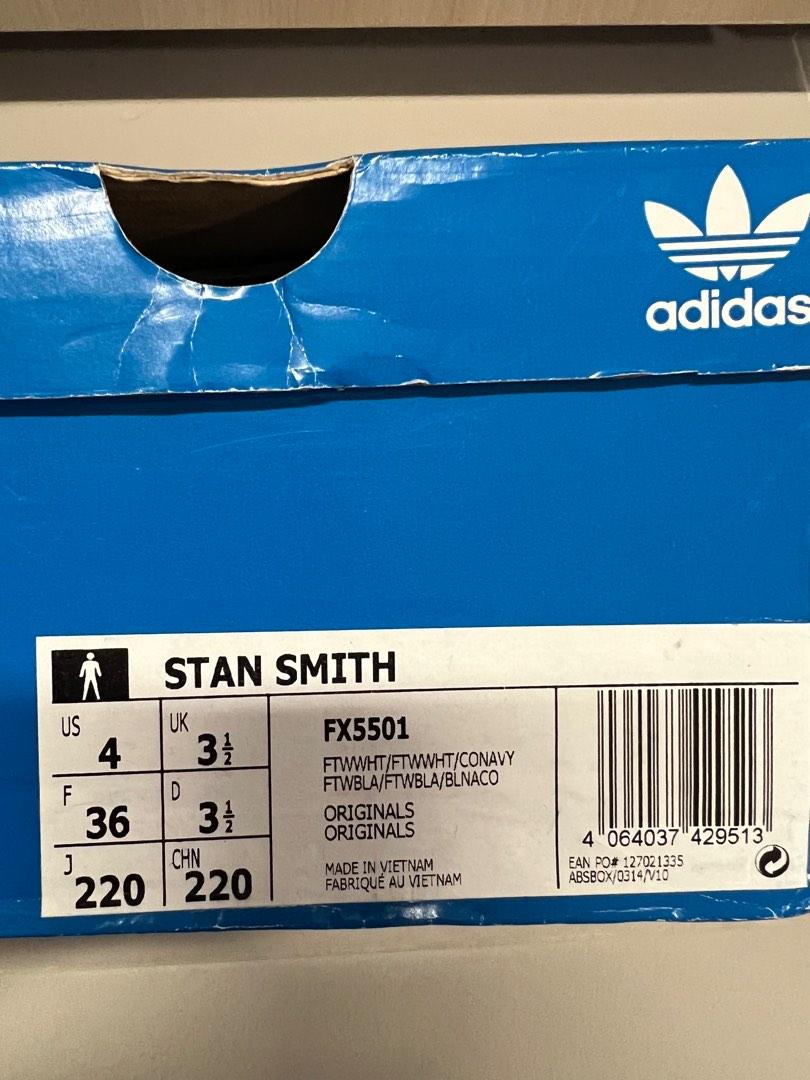 adidas
STAN SMITH
US 4
UK 3½
F 36
D 3½
J 220
CHN 220
FX5501
FTWWHT/FTWWHT/CONAVY
FTWBLA/FTWBLA/BLNACO
ORIGINALS
ORIGINALS
MADE IN VIETNAM
FABRIQUÉ AU VIETNAM
4 064037 429513
EAN PO# 127021335
ABSBOX/0314/V10